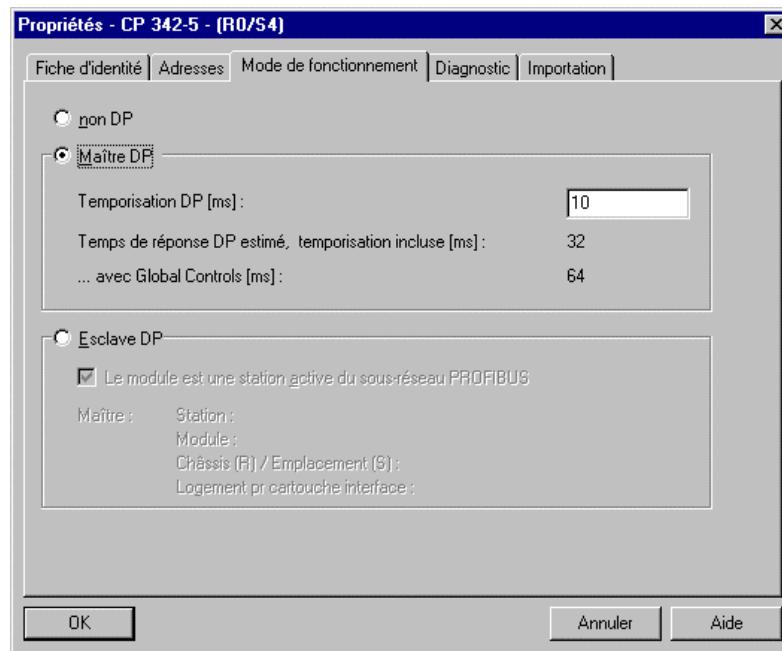 Propriétés - CP 342-5 - (R0/S4)
Fiche d'identité Adresses Mode de fonctionnement Diagnostic Importation
non DP
Maître DP
Temporisation DP [ms] : 10
Temps de réponse DP estimé, temporisation incluse [ms] : 32
... avec Global Controls [ms] : 64
Esclave DP
Le module est une station active du sous-réseau PROFIBUS
Maître : Station :
Module :
Châssis (R) / Emplacement (S) :
Logement pr cartouche interface :
OK Annuler Aide